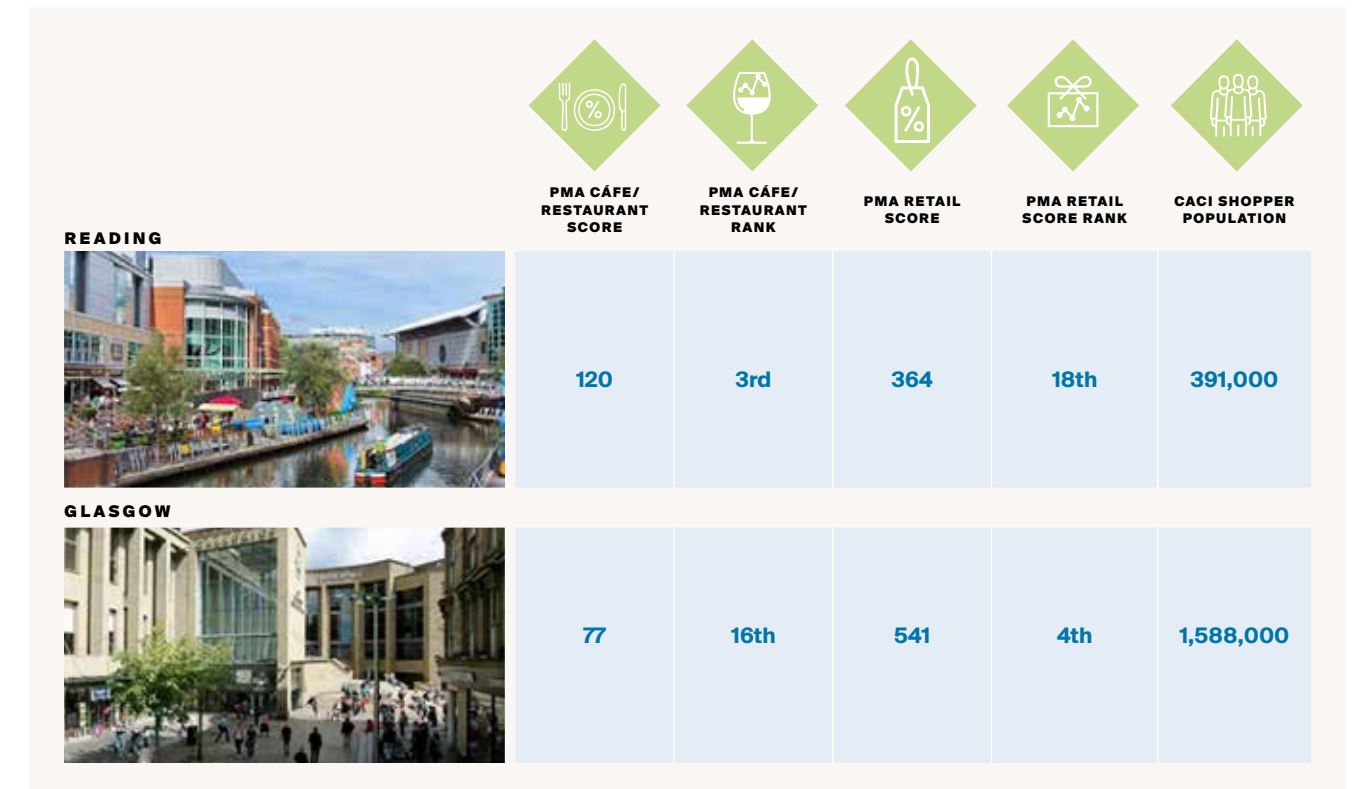 PMA CÁFE/
RESTAURANT
SCORE
PMA CÁFE/
RESTAURANT
RANK
PMA RETAIL
SCORE
PMA RETAIL
SCORE RANK
CACI SHOPPER
POPULATION
READING
120
3rd
364
18th
391,000
GLASGOW
77
16th
541
4th
1,588,000